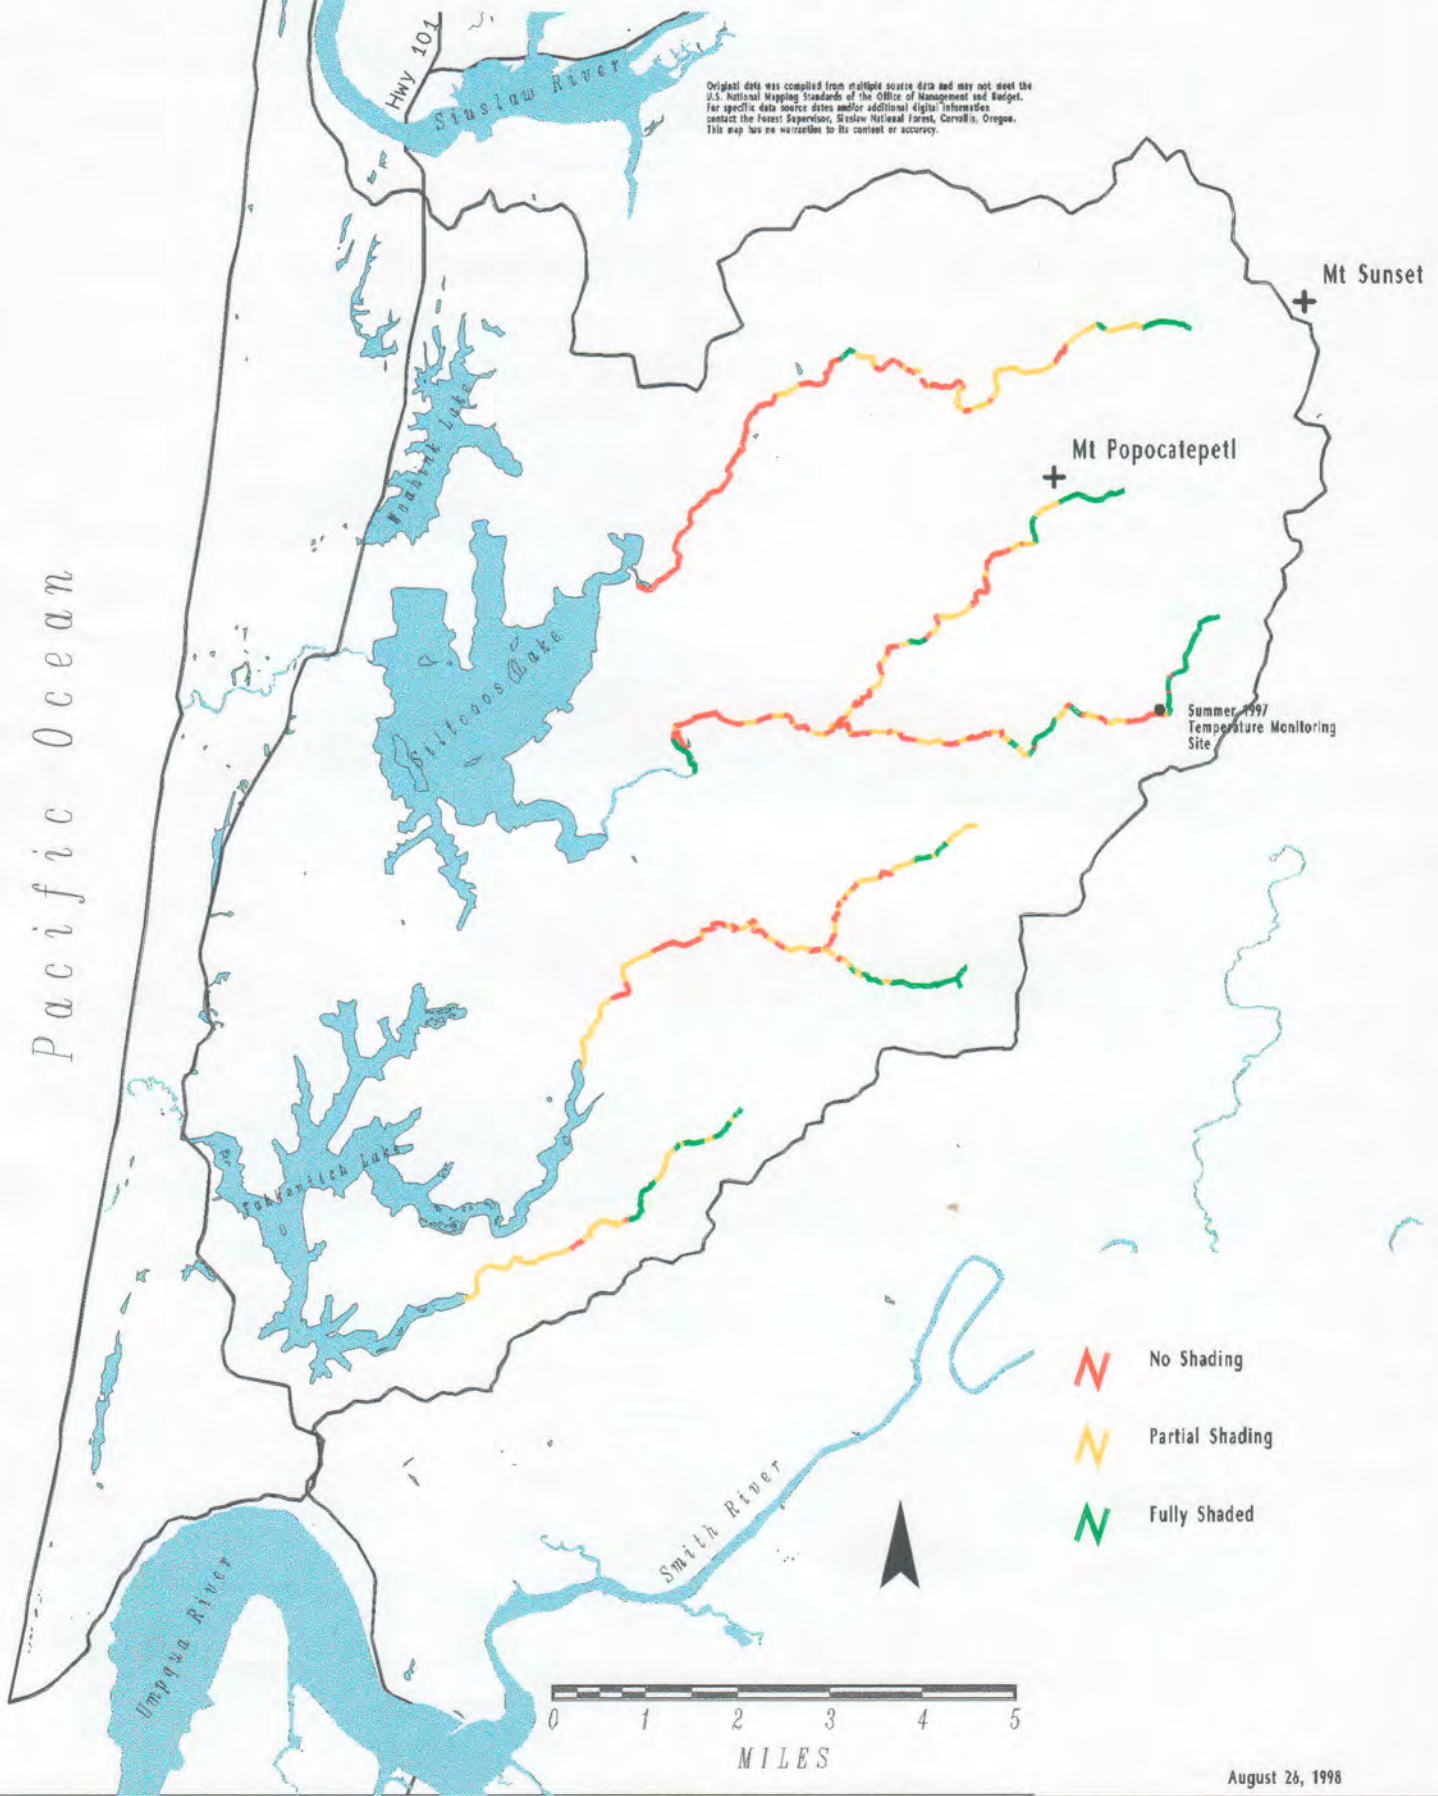 Hwy 101
Siuslaw River
Original data was compiled from multiple source data and may not meet the
U.S. National Mapping Standards of the Office of Management and Budget.
For specific data source dates and/or additional digital information
contact the Forest Supervisor, Siuslaw National Forest, Corvallis, Oregon.
This map has no warranties to its content or accuracy.
Mt Sunset
Woahink Lake
Mt Popocatepetl
Pacific Ocean
Siltcoos Lake
Summer 1997
Temperature Monitoring
Site
Tahkenitch Lake
No Shading
Partial Shading
Fully Shaded
Smith River
Umpqua River
0 1 2 3 4 5
MILES
August 26, 1998